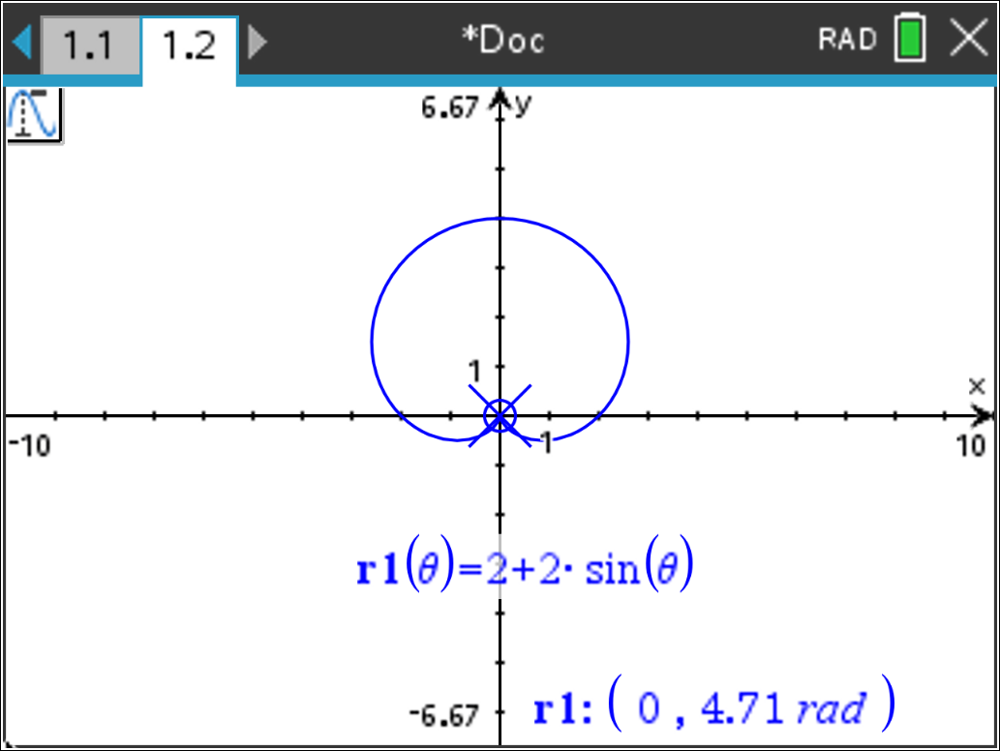 1.1 1.2 *Doc RAD
6.67 y
1
x
-10 1 10
r1(θ)=2+2· sin(θ)
-6.67 r1: ( 0 , 4.71 rad )